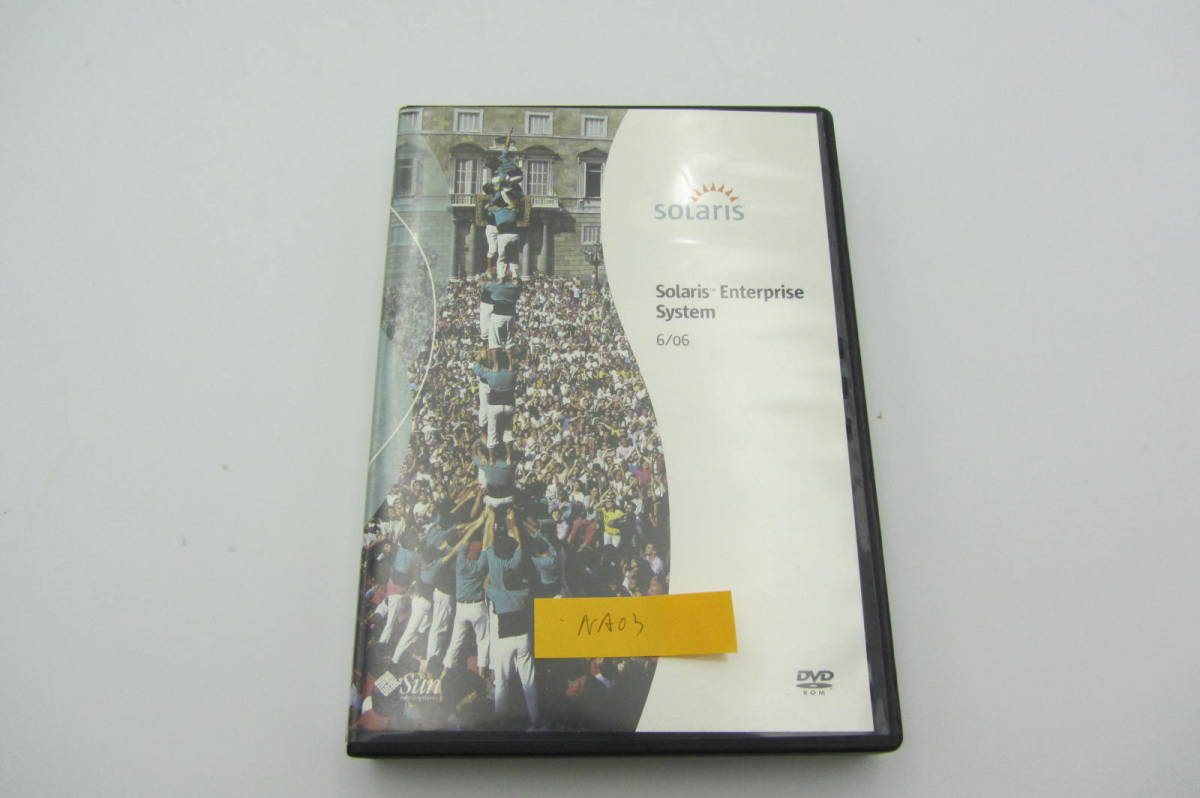 solaris
Solaris™ Enterprise
System
6/06
NA03
Sun
DVD
ROM